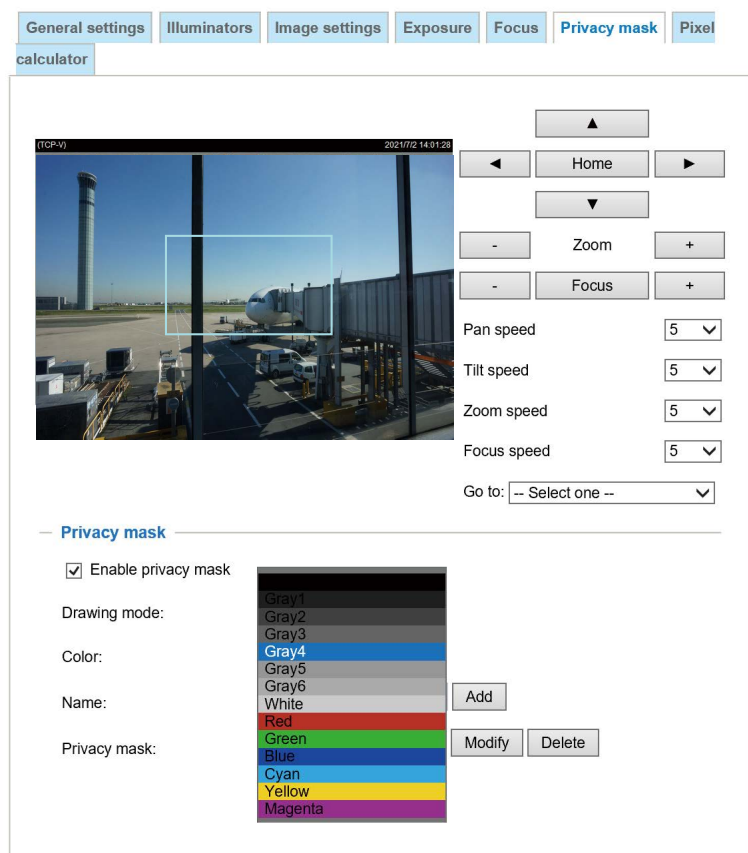 General settings Illuminators Image settings Exposure Focus Privacy mask Pixel
calculator
(TCP-V) 2021/7/2 14:01:28
▲
◄ Home ►
▼
- Zoom +
- Focus +
Pan speed 5
Tilt speed 5
Zoom speed 5
Focus speed 5
Go to: -- Select one --
Privacy mask
Enable privacy mask
Drawing mode:
Color:
Name:
Privacy mask:
Gray1
Gray2
Gray3
Gray4
Gray5
Gray6
White
Red
Green
Blue
Cyan
Yellow
Magenta
Add
Modify Delete